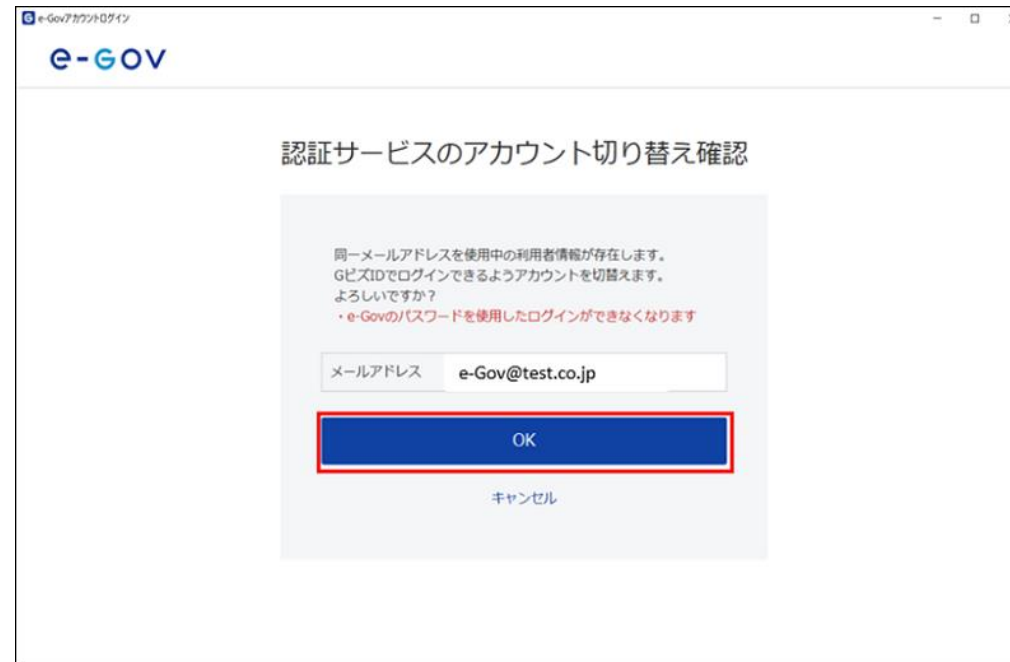 e-Govアカウントログイン
e-GOV
認証サービスのアカウント切り替え確認
同一メールアドレスを使用中の利用者情報が存在します。
GビズIDでログインできるようアカウントを切替えます。
よろしいですか？
・e-Govのパスワードを使用したログインができなくなります
メールアドレス e-Gov@test.co.jp
OK
キャンセル